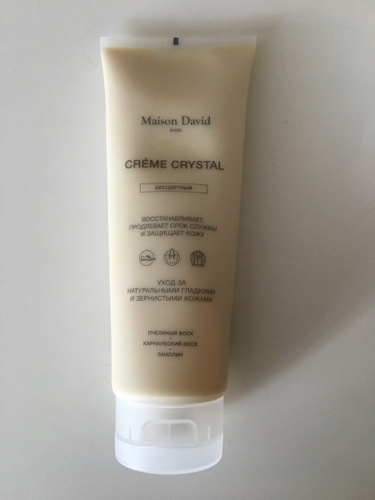 Maison David
PARIS
CRÉME CRYSTAL
БЕСЦВЕТНЫЙ
ВОССТАНАВЛИВАЕТ,
ПРОДЛЕВАЕТ СРОК СЛУЖБЫ
И ЗАЩИЩАЕТ КОЖУ
УХОД ЗА
НАТУРАЛЬНЫМИ ГЛАДКИМИ
И ЗЕРНИСТЫМИ КОЖАМИ
ПЧЕЛИНЫЙ ВОСК
КАРНАУБСКИЙ ВОСК
ЛАНОЛИН